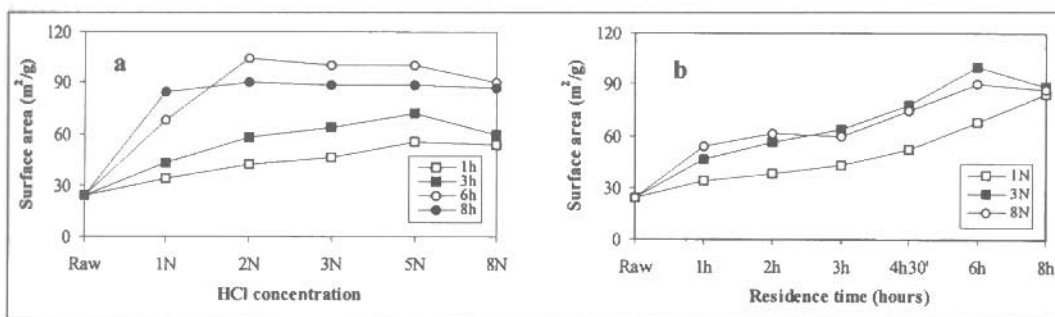 a
Surface area (m²/g)
120
90
60
30
0
Raw 1N 2N 3N 5N 8N
HCl concentration
1h
3h
6h
8h
b
Surface area (m²/g)
120
90
60
30
0
Raw 1h 2h 3h 4h30' 6h 8h
Residence time (hours)
1N
3N
8N